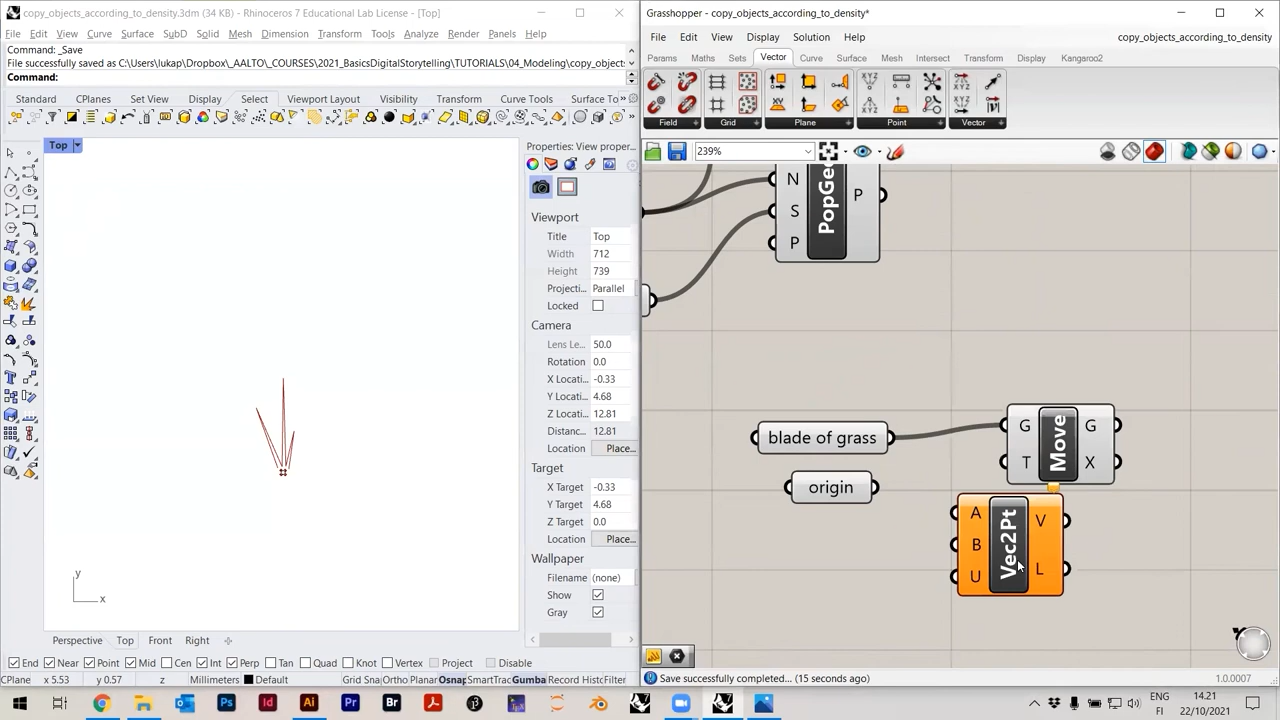 copy_objects_according_to_density.3dm (34 KB) - Rhinoceros 7 Educational Lab License - [Top]
File Edit View Curve Surface SubD Solid Mesh Dimension Transform Tools Analyze Render Panels Help
Command: _Save
File successfully saved as C:\Users\lukap\Dropbox\_AALTO\_COURSES\2021_BasicsDigitalStorytelling\TUTORIALS\04_Modeling\copy_objects
Command:
Standard CPlanes Set View Display Select Viewport Layout Visibility Transform Curve Tools Surface To
Top
Properties: View proper...
Viewport
Title Top
Width 712
Height 739
Projecti... Parallel
Locked
Camera
Lens Le... 50.0
Rotation 0.0
X Locati... -0.33
Y Locati... 4.68
Z Locati... 12.81
Distanc... 12.81
Location Place...
Target
X Target -0.33
Y Target 4.68
Z Target 0.0
Location Place...
Wallpaper
Filename (none)
Show
Gray
y
x
Perspective Top Front Right
End Near Point Mid Cen Int Perp Tan Quad Knot Vertex Project Disable
CPlane x 5.53 y 0.57 z Millimeters Default Grid Snap Ortho Planar Osnap SmartTrac Gumba Record Histo Filter
Grasshopper - copy_objects_according_to_density*
File Edit View Display Solution Help
copy_objects_according_to_density
Params Maths Sets Vector Curve Surface Mesh Intersect Transform Display Kangaroo2
Field Grid Plane Point Vector
239%
N
S
P
PopGeo
P
blade of grass
origin
G
T
Move
G
X
A
B
U
Vec2Pt
V
L
Save successfully completed... (15 seconds ago)
1.0.0007
ENG
FI
14.21
22/10/2021